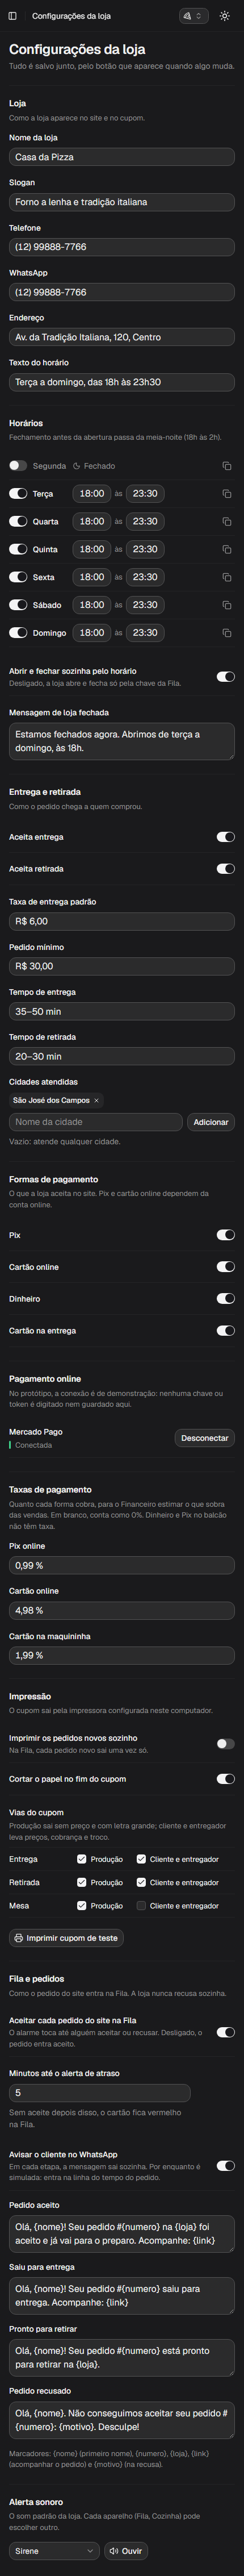 Configurações da loja
Configurações da loja
Tudo é salvo junto, pelo botão que aparece quando algo muda.
Loja
Como a loja aparece no site e no cupom.
Nome da loja
Casa da Pizza
Slogan
Forno a lenha e tradição italiana
Telefone
(12) 99888-7766
WhatsApp
(12) 99888-7766
Endereço
Av. da Tradição Italiana, 120, Centro
Texto do horário
Terça a domingo, das 18h às 23h30
Horários
Fechamento antes da abertura passa da meia-noite (18h às 2h).
Segunda Fechado
Terça 18:00 às 23:30
Quarta 18:00 às 23:30
Quinta 18:00 às 23:30
Sexta 18:00 às 23:30
Sábado 18:00 às 23:30
Domingo 18:00 às 23:30
Abrir e fechar sozinha pelo horário
Desligado, a loja abre e fecha só pela chave da Fila.
Mensagem de loja fechada
Estamos fechados agora. Abrimos de terça a
domingo, às 18h.
Entrega e retirada
Como o pedido chega a quem comprou.
Aceita entrega
Aceita retirada
Taxa de entrega padrão
R$ 6,00
Pedido mínimo
R$ 30,00
Tempo de entrega
35–50 min
Tempo de retirada
20–30 min
Cidades atendidas
São José dos Campos ×
Nome da cidade Adicionar
Vazio: atende qualquer cidade.
Formas de pagamento
O que a loja aceita no site. Pix e cartão online dependem da
conta online.
Pix
Cartão online
Dinheiro
Cartão na entrega
Pagamento online
No protótipo, a conexão é de demonstração: nenhuma chave ou
token é digitado nem guardado aqui.
Mercado Pago
Conectada
Desconectar
Taxas de pagamento
Quanto cada forma cobra, para o Financeiro estimar o que sobra
das vendas. Em branco, conta como 0%. Dinheiro e Pix no balcão
não têm taxa.
Pix online
0,99 %
Cartão online
4,98 %
Cartão na maquininha
1,99 %
Impressão
O cupom sai pela impressora configurada neste computador.
Imprimir os pedidos novos sozinho
Na Fila, cada pedido novo sai uma vez só.
Cortar o papel no fim do cupom
Vias do cupom
Produção sai sem preço e com letra grande; cliente e entregador
leva preços, cobrança e troco.
Entrega Produção Cliente e entregador
Retirada Produção Cliente e entregador
Mesa Produção Cliente e entregador
Imprimir cupom de teste
Fila e pedidos
Como o pedido do site entra na Fila. A loja nunca recusa sozinha.
Aceitar cada pedido do site na Fila
O alarme toca até alguém aceitar ou recusar. Desligado, o
pedido entra aceito.
Minutos até o alerta de atraso
5
Sem aceite depois disso, o cartão fica vermelho
na Fila.
Avisar o cliente no WhatsApp
Em cada etapa, a mensagem sai sozinha. Por enquanto é
simulada: entra na linha do tempo do pedido.
Pedido aceito
Olá, {nome}! Seu pedido #{numero} na {loja} foi
aceito e já vai para o preparo. Acompanhe: {link}
Saiu para entrega
Olá, {nome}! Seu pedido #{numero} saiu para
entrega. Acompanhe: {link}
Pronto para retirar
Olá, {nome}! Seu pedido #{numero} está pronto
para retirar na {loja}.
Pedido recusado
Olá, {nome}. Não conseguimos aceitar seu pedido #
{numero}: {motivo}. Desculpe!
Marcadores: {nome} (primeiro nome), {numero}, {loja}, {link}
(acompanhar o pedido) e {motivo} (na recusa).
Alerta sonoro
O som padrão da loja. Cada aparelho (Fila, Cozinha) pode
escolher outro.
Sirene Ouvir